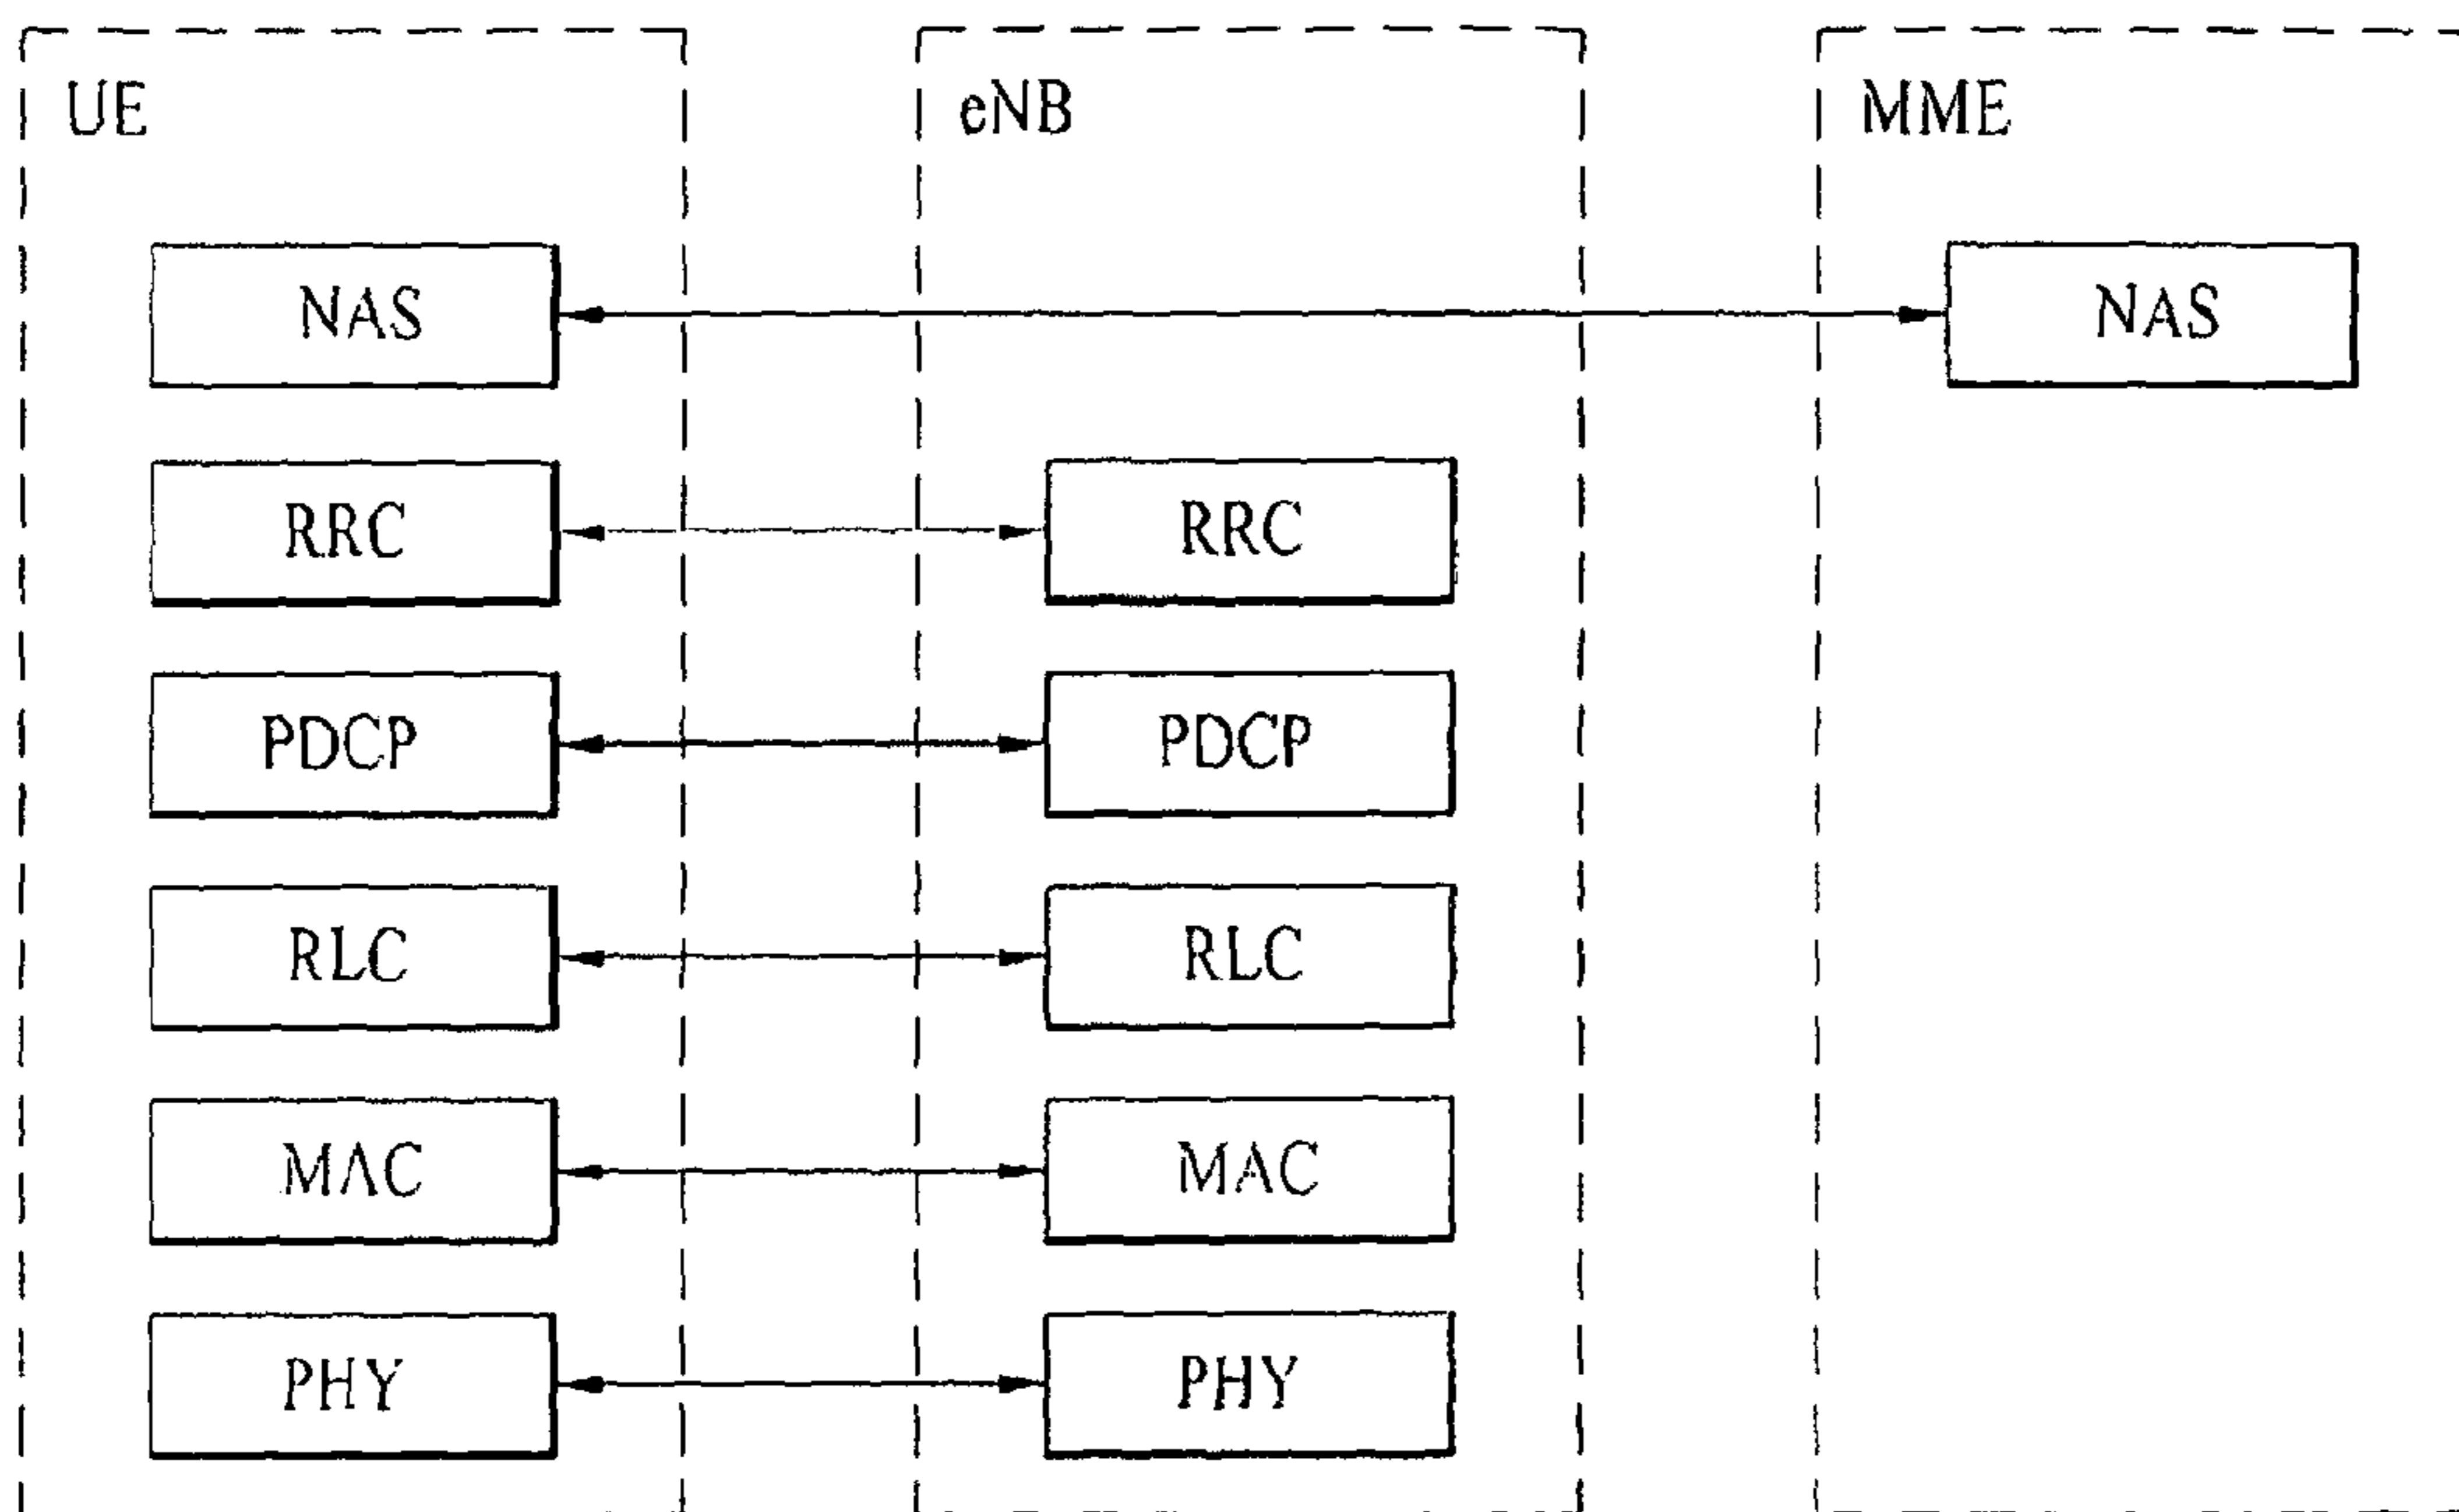 UE
eNB
MME
NAS
NAS
RRC
RRC
PDCP
PDCP
RLC
RLC
MAC
MAC
PHY
PHY